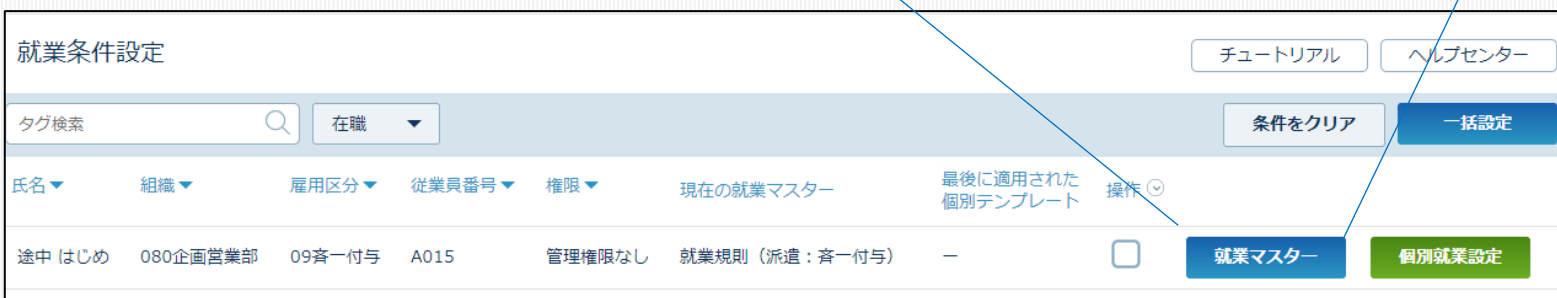 就業条件設定
チュートリアル ヘルプセンター
タグ検索 在職 条件をクリア 一括設定
氏名 組織 雇用区分 従業員番号 権限 現在の就業マスター 最後に適用された 操作
個別テンプレート
途中 はじめ 080企画営業部 09斉一付与 A015 管理権限なし 就業規則（派遣：斉一付与） － 就業マスター 個別就業設定